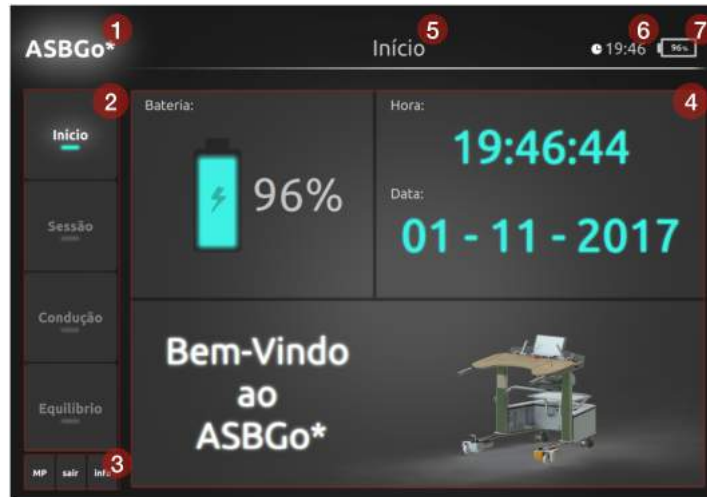 1
ASBGo*
5
Início
6
19:46
7
96%
2
Início
Sessão
Condução
Equilíbrio
3
MP
sair
4
Bateria:
96%
Hora:
19:46:44
Data:
01 - 11 - 2017
Bem-Vindo
ao
ASBGo*